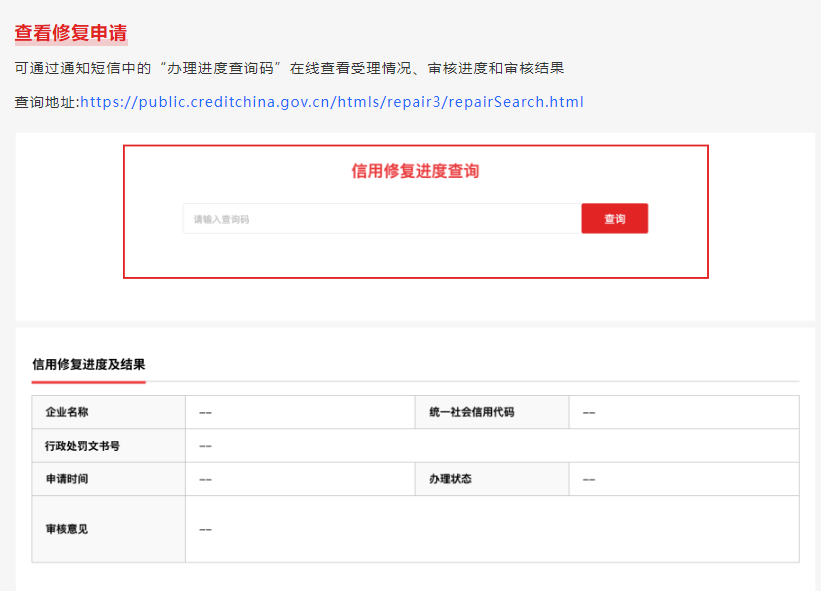 查看修复申请
可通过通知短信中的“办理进度查询码”在线查看受理情况、审核进度和审核结果
查询地址:https://public.creditchina.gov.cn/htmls/repair3/repairSearch.html
信用修复进度查询
请输入查询码 查询
信用修复进度及结果
企业名称 -- 统一社会信用代码 --
行政处罚文书号 --
申请时间 -- 办理状态 --
审核意见 --